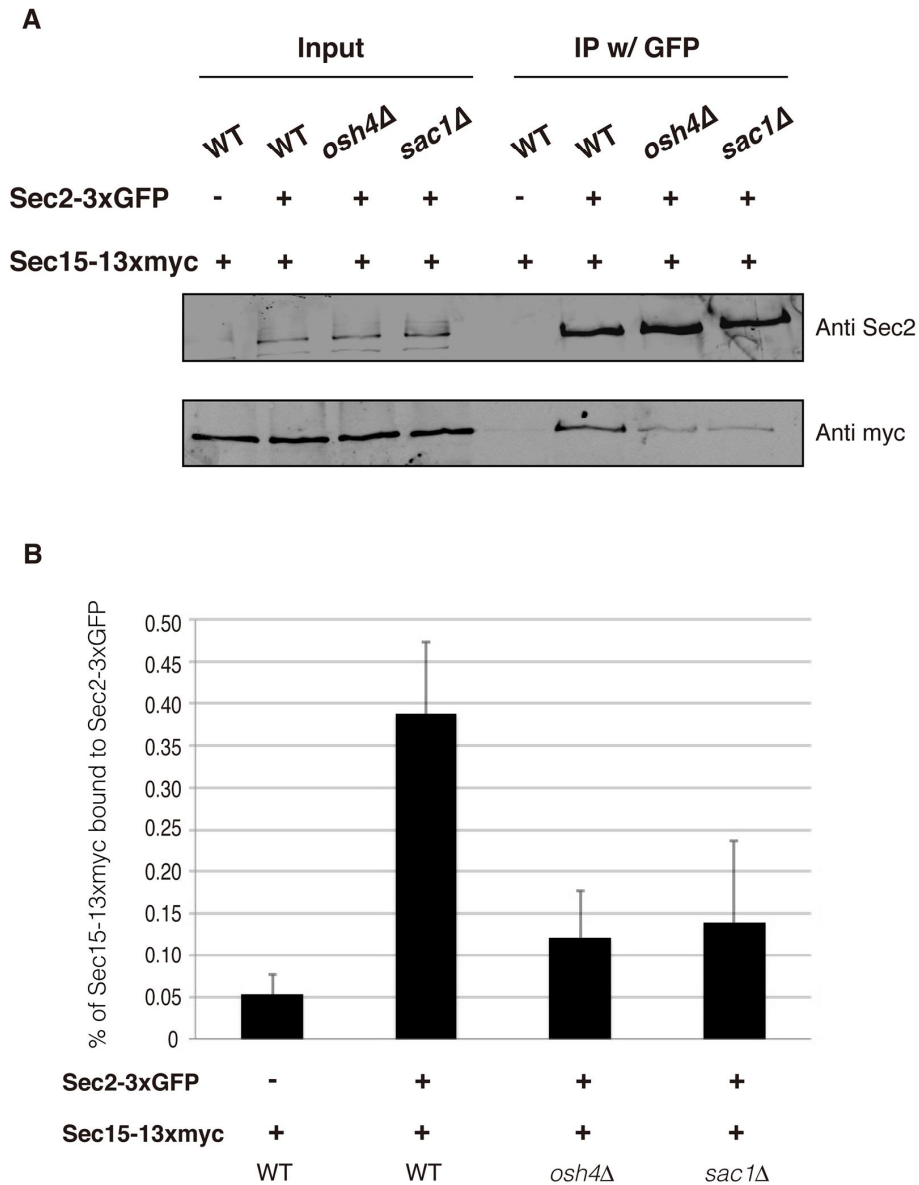 A
Input IP w/ GFP
WT WT osh4Δ sac1Δ WT WT osh4Δ sac1Δ
Sec2-3xGFP - + + + - + + +
Sec15-13xmyc + + + + + + + +
Anti Sec2
Anti myc
B
% of Sec15-13xmyc bound to Sec2-3xGFP
0.50
0.45
0.40
0.35
0.30
0.25
0.20
0.15
0.10
0.05
0
Sec2-3xGFP - + + +
Sec15-13xmyc + + + +
WT WT osh4Δ sac1Δ